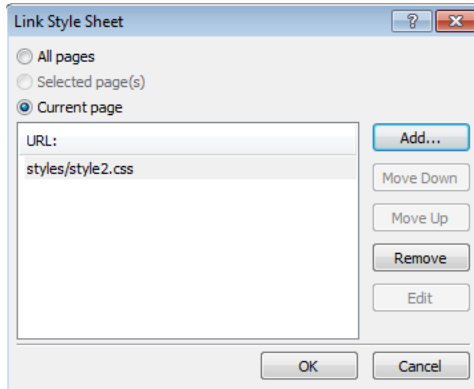 Link Style Sheet
All pages
Selected page(s)
Current page
URL:
styles/style2.css
Add...
Move Down
Move Up
Remove
Edit
OK Cancel